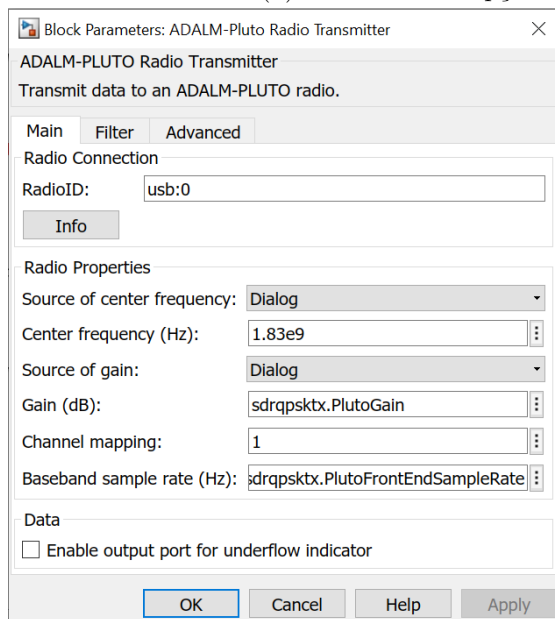 Block Parameters: ADALM-Pluto Radio Transmitter
ADALM-PLUTO Radio Transmitter
Transmit data to an ADALM-PLUTO radio.
Main Filter Advanced
Radio Connection
RadioID: usb:0
Info
Radio Properties
Source of center frequency: Dialog
Center frequency (Hz): 1.83e9
Source of gain: Dialog
Gain (dB): sdrqpsktx.PlutoGain
Channel mapping: 1
Baseband sample rate (Hz): sdrqpsktx.PlutoFrontEndSampleRate
Data
Enable output port for underflow indicator
OK Cancel Help Apply